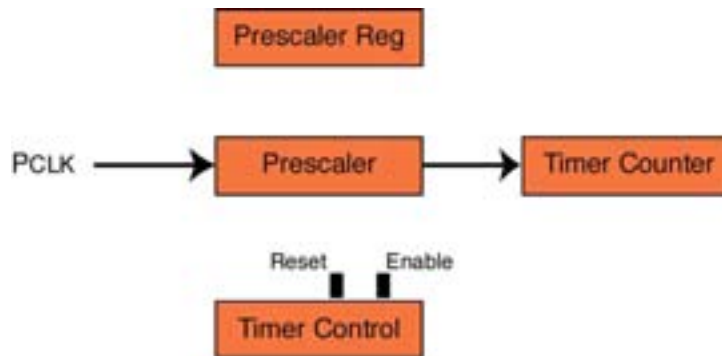 Prescaler Reg
PCLK
Prescaler
Timer Counter
Reset
Enable
Timer Control